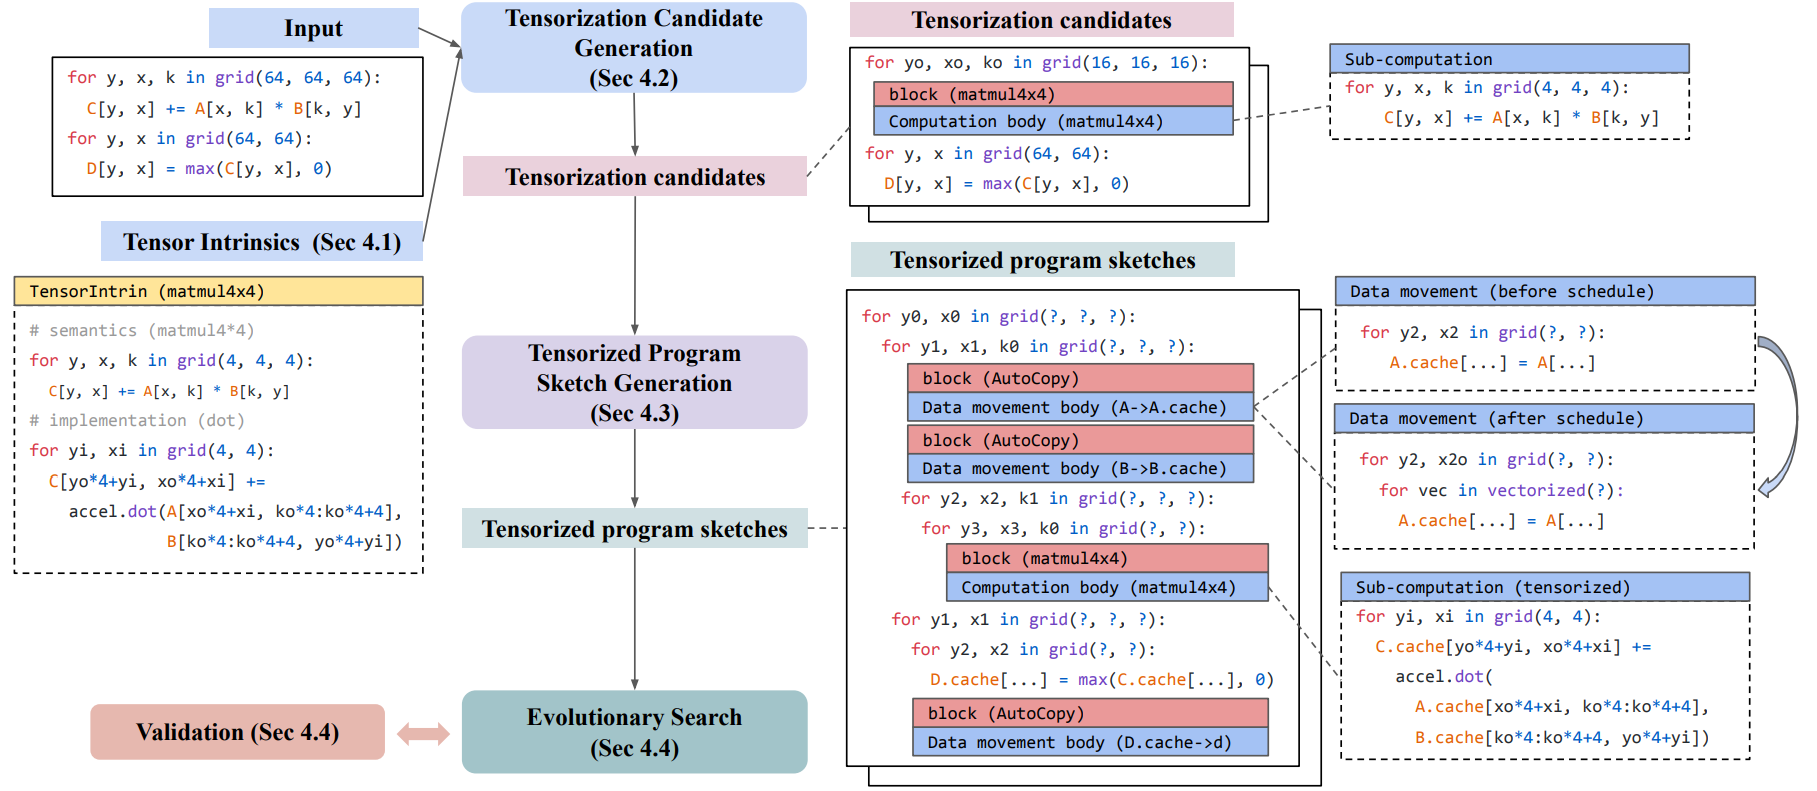 Input
for y, x, k in grid(64, 64, 64):
C[y, x] += A[x, k] * B[k, y]
for y, x in grid(64, 64):
D[y, x] = max(C[y, x], 0)
Tensor Intrinsics (Sec 4.1)
TensorIntrin (matmul4x4)
# semantics (matmul4*4)
for y, x, k in grid(4, 4, 4):
C[y, x] += A[x, k] * B[k, y]
# implementation (dot)
for yi, xi in grid(4, 4):
C[yo*4+yi, xo*4+xi] +=
accel.dot(A[xo*4+xi, ko*4:ko*4+4],
B[ko*4:ko*4+4, yo*4+yi])
Tensorization Candidate
Generation
(Sec 4.2)
Tensorization candidates
Tensorized Program
Sketch Generation
(Sec 4.3)
Tensorized program sketches
Evolutionary Search
(Sec 4.4)
Validation (Sec 4.4)
Tensorization candidates
for yo, xo, ko in grid(16, 16, 16):
block (matmul4x4)
Computation body (matmul4x4)
for y, x in grid(64, 64):
D[y, x] = max(C[y, x], 0)
Sub-computation
for y, x, k in grid(4, 4, 4):
C[y, x] += A[x, k] * B[k, y]
Tensorized program sketches
for y0, x0 in grid(?, ?, ?):
for y1, x1, k0 in grid(?, ?, ?):
block (AutoCopy)
Data movement body (A->A.cache)
block (AutoCopy)
Data movement body (B->B.cache)
for y2, x2, k1 in grid(?, ?, ?):
for y3, x3, k0 in grid(?, ?):
block (matmul4x4)
Computation body (matmul4x4)
for y1, x1 in grid(?, ?, ?):
for y2, x2 in grid(?, ?):
D.cache[...] = max(C.cache[...], 0)
block (AutoCopy)
Data movement body (D.cache->d)
Data movement (before schedule)
for y2, x2 in grid(?, ?):
A.cache[...] = A[...]
Data movement (after schedule)
for y2, x2o in grid(?, ?):
for vec in vectorized(?):
A.cache[...] = A[...]
Sub-computation (tensorized)
for yi, xi in grid(4, 4):
C.cache[yo*4+yi, xo*4+xi] +=
accel.dot(
A.cache[xo*4+xi, ko*4:ko*4+4],
B.cache[ko*4:ko*4+4, yo*4+yi])